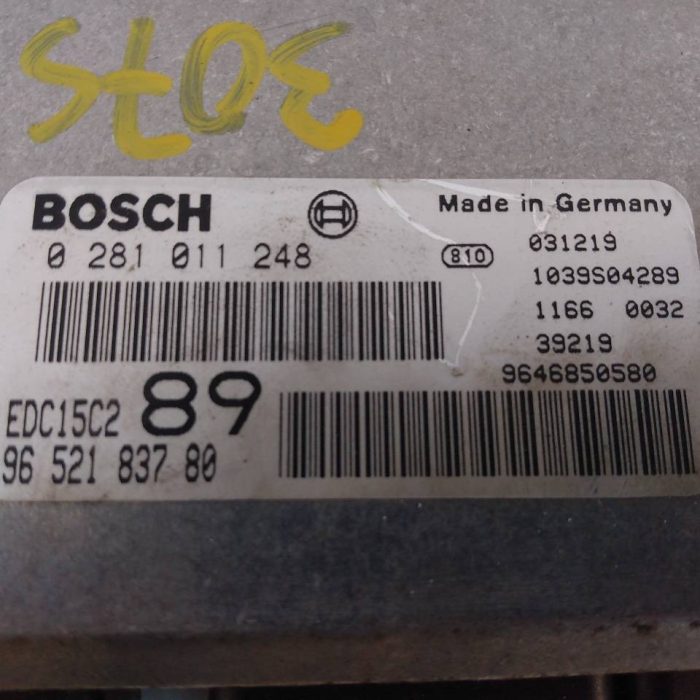 307S
BOSCH
Made in Germany
0 281 011 248
810
031219
1039S04289
1166 0032
39219
9646850580
EDC15C2 89
96 521 837 80